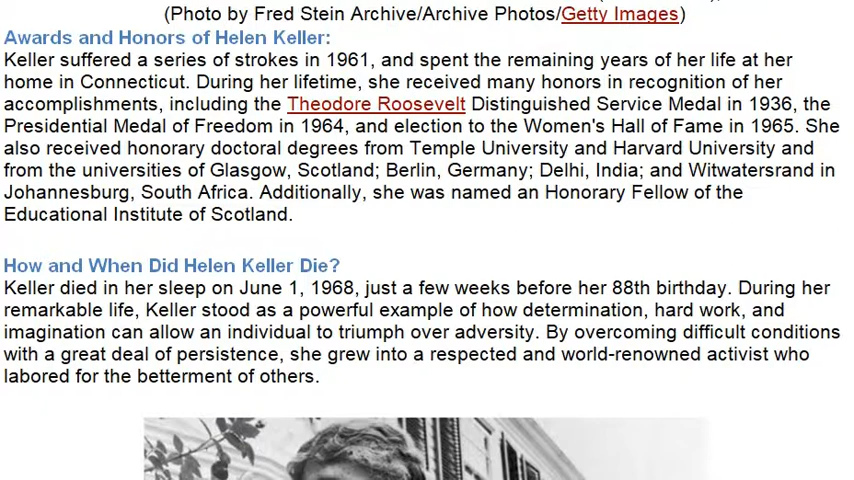 (Photo by Fred Stein Archive/Archive Photos/Getty Images)
Awards and Honors of Helen Keller:
Keller suffered a series of strokes in 1961, and spent the remaining years of her life at her
home in Connecticut. During her lifetime, she received many honors in recognition of her
accomplishments, including the Theodore Roosevelt Distinguished Service Medal in 1936, the
Presidential Medal of Freedom in 1964, and election to the Women's Hall of Fame in 1965. She
also received honorary doctoral degrees from Temple University and Harvard University and
from the universities of Glasgow, Scotland; Berlin, Germany; Delhi, India; and Witwatersrand in
Johannesburg, South Africa. Additionally, she was named an Honorary Fellow of the
Educational Institute of Scotland.
How and When Did Helen Keller Die?
Keller died in her sleep on June 1, 1968, just a few weeks before her 88th birthday. During her
remarkable life, Keller stood as a powerful example of how determination, hard work, and
imagination can allow an individual to triumph over adversity. By overcoming difficult conditions
with a great deal of persistence, she grew into a respected and world-renowned activist who
labored for the betterment of others.